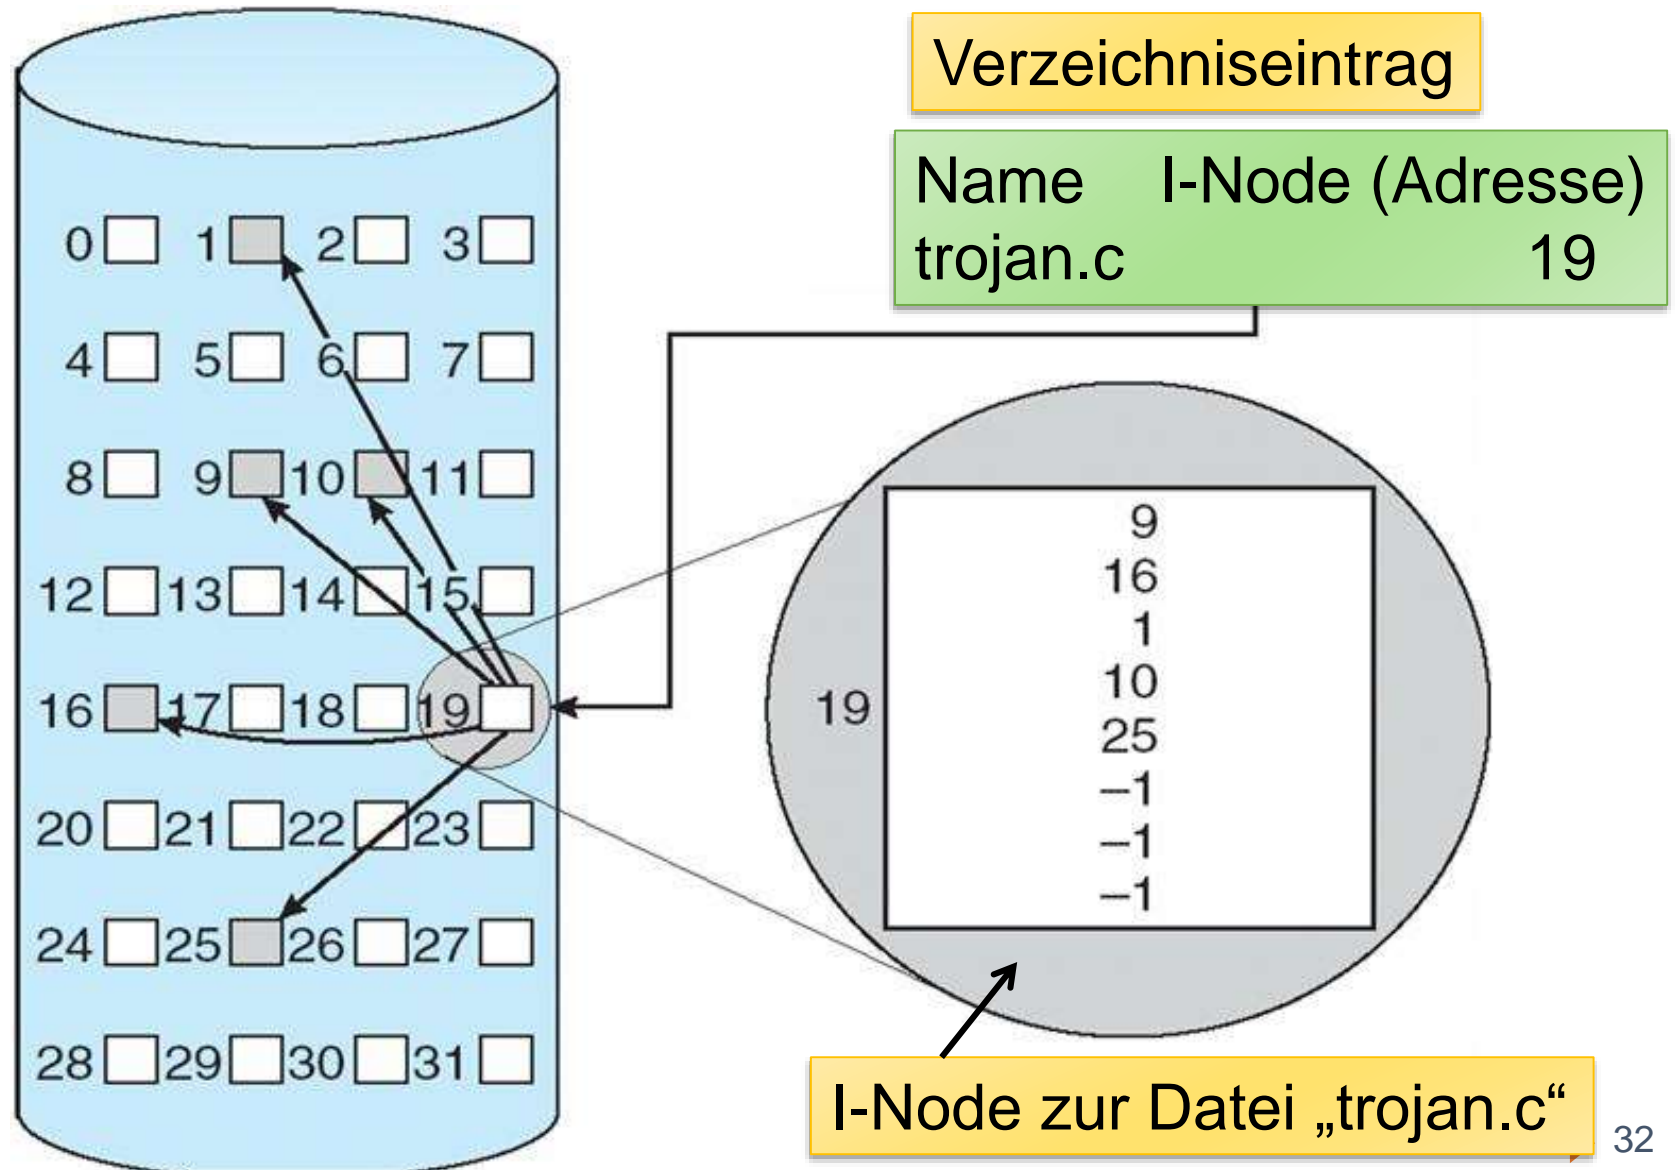 Verzeichniseintrag
Name I-Node (Adresse)
trojan.c 19
0 1 2 3
4 5 6 7
8 9 10 11
12 13 14 15
16 17 18 19
20 21 22 23
24 25 26 27
28 29 30 31
19
9
16
1
10
25
–1
–1
–1
I-Node zur Datei „trojan.c“
32